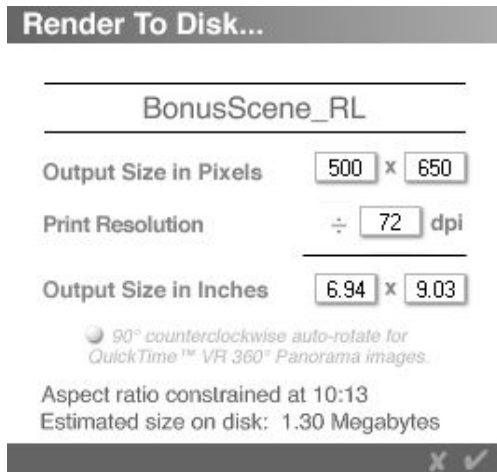 Render To Disk...
BonusScene_RL
Output Size in Pixels 500 x 650
Print Resolution ÷ 72 dpi
Output Size in Inches 6.94 x 9.03
90° counterclockwise auto-rotate for
QuickTime™ VR 360° Panorama images.
Aspect ratio constrained at 10:13
Estimated size on disk: 1.30 Megabytes